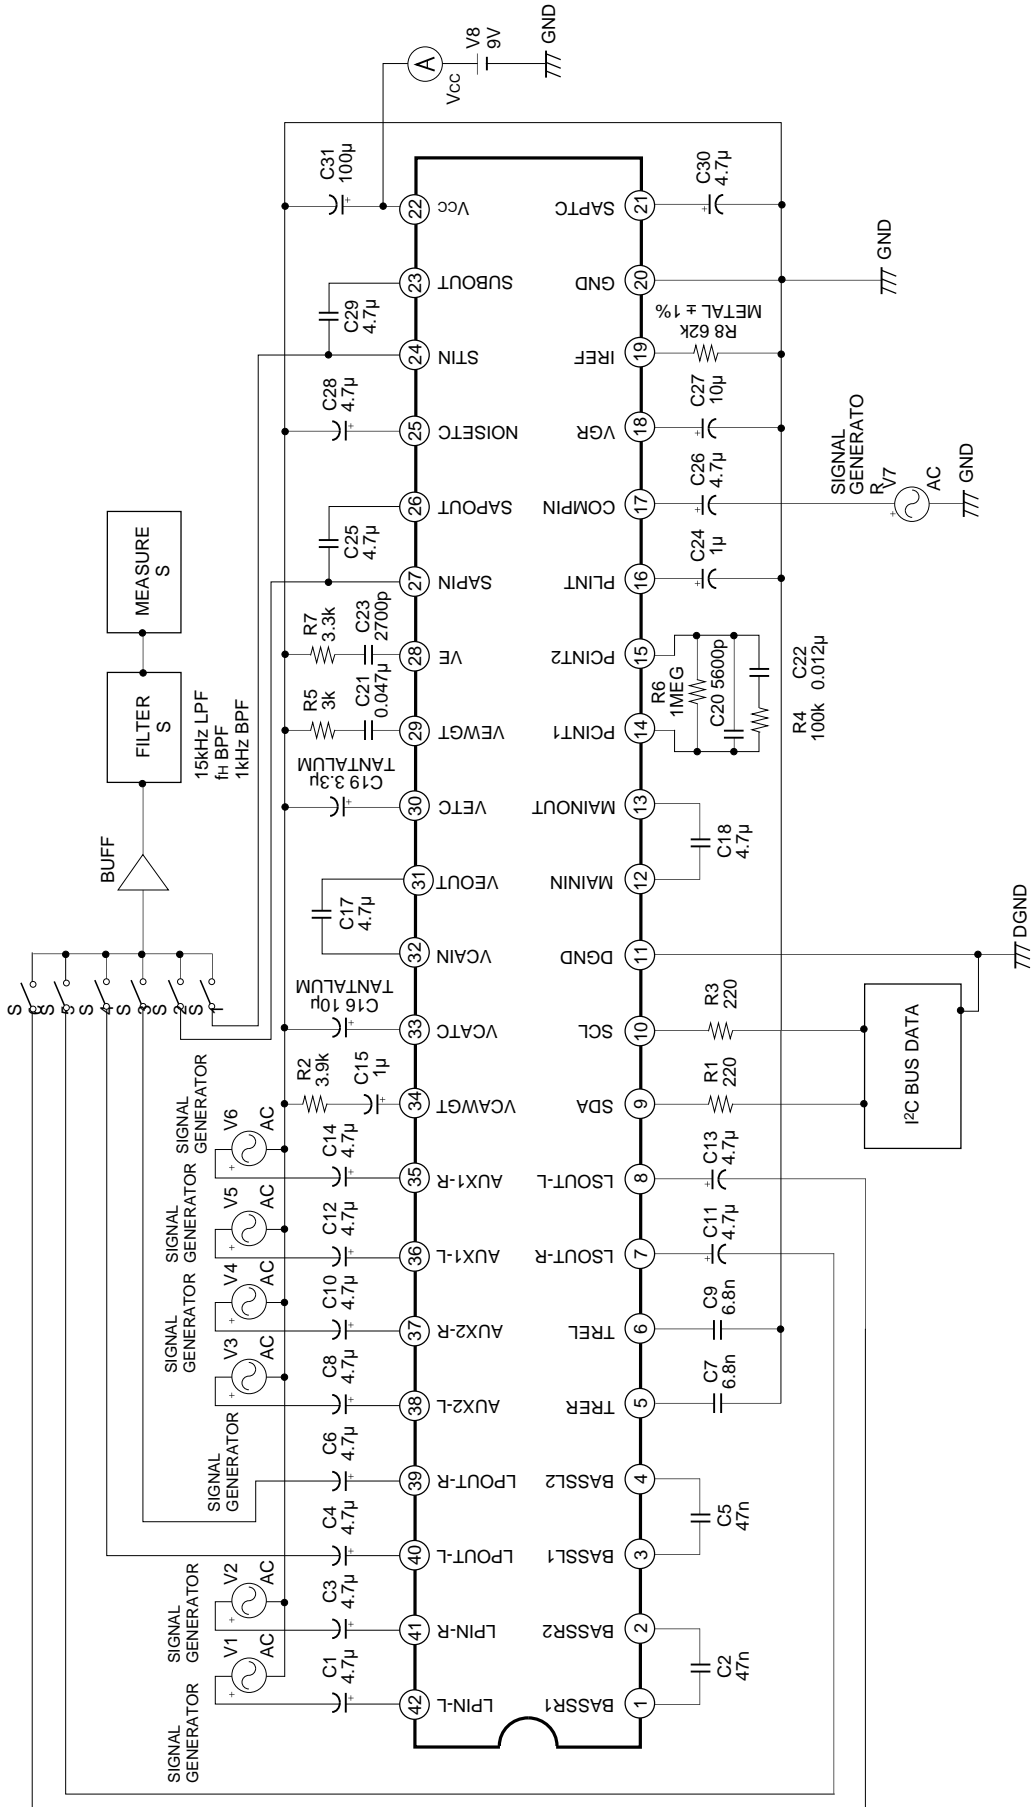 S
6
S
5
S
4
S
3
S
2
S
1
BUFF
FILTER
S
MEASURE
S
15kHz LPF
fH BPF
1kHz BPF
SIGNAL
GENERATOR
V1
AC
SIGNAL
GENERATOR
V2
AC
SIGNAL
GENERATOR
V3
AC
SIGNAL
GENERATOR
V4
AC
SIGNAL
GENERATOR
V5
AC
SIGNAL
GENERATOR
V6
AC
C1
4.7µ
C3
4.7µ
C4
4.7µ
C6
4.7µ
C8
4.7µ
C10
4.7µ
C12
4.7µ
C14
4.7µ
R2
3.9k
C15
1µ
C16 10µ
TANTALUM
C17
4.7µ
C19 3.3µ
TANTALUM
R5
3k
C21
0.047µ
R7
3.3k
C23
2700p
C25
4.7µ
C28
4.7µ
C29
4.7µ
C31
100µ
A
Vcc
V8
9V
GND
42
41
40
39
38
37
36
35
34
33
32
31
30
29
28
27
26
25
24
23
22
LPIN-L
LPIN-R
LPOUT-L
LPOUT-R
AUX2-L
AUX2-R
AUX1-L
AUX1-R
VCAWGT
VCATC
VCAIN
VEOUT
VETC
VEWGT
VE
SAPIN
SAPOUT
NOISETC
STIN
SUBOUT
Vcc
BASSR1
BASSR2
BASSL1
BASSL2
TRER
TREL
LSOUT-R
LSOUT-L
SDA
SCL
DGND
MAININ
MAINOUT
PCINT1
PCINT2
PLINT
COMPIN
VGR
IREF
GND
SAPTC
1
2
3
4
5
6
7
8
9
10
11
12
13
14
15
16
17
18
19
20
21
C2
47n
C5
47n
C7
6.8n
C9
6.8n
C11
4.7µ
C13
4.7µ
R1
220
R3
220
C18
4.7µ
R6
1MEG
C20 5600p
R4
100k
C22
0.012µ
C24
1µ
C26
4.7µ
C27
10µ
R8 62k
METAL ± 1%
C30
4.7µ
I²C BUS DATA
DGND
SIGNAL
GENERATO
R
V7
AC
GND
GND